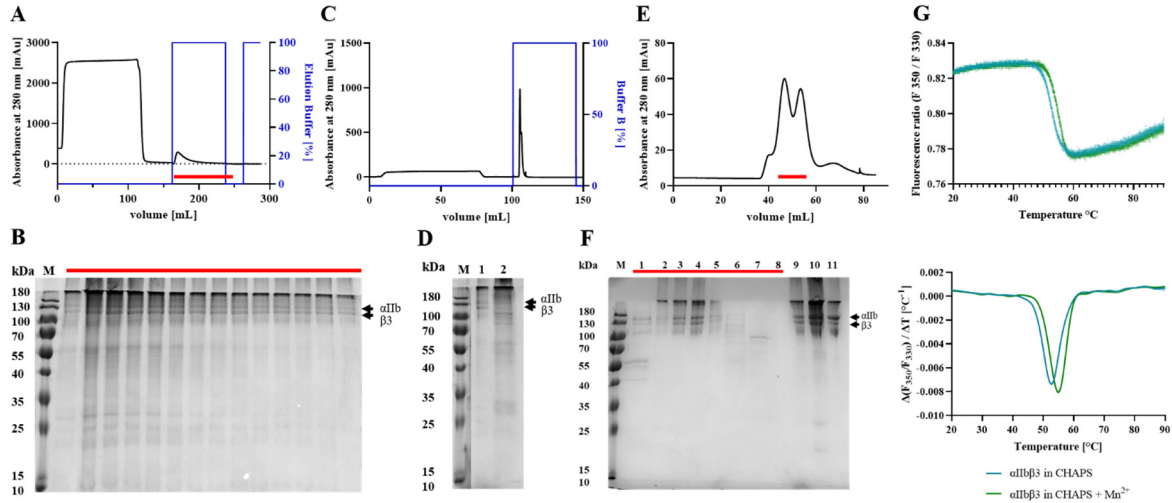 A
Absorbance at 280 nm [mAu]
3000
2000
1000
0
0 100 200 300
volume [mL]
100
80
60
40
20
0
Elution Buffer [%]
C
Absorbance at 280 nm [mAu]
1500
1000
500
0
0 50 100 150
volume [mL]
100
50
0
Buffer B [%]
E
Absorbance at 280 nm [mAu]
80
60
40
20
0
0 20 40 60 80
volume [mL]
G
Fluorescence ratio (F 350 / F 330)
0.84
0.82
0.80
0.78
0.76
20 40 60 80
Temperature °C
B
kDa M
180
130
100
70
55
40
35
25
15
10
αIIb
β3
D
kDa M 1 2
180
130
100
70
55
40
35
25
15
10
αIIb
β3
F
kDa M 1 2 3 4 5 6 7 8 9 10 11
180
130
100
70
55
40
35
25
15
10
αIIb
β3
Δ(F350/F330) / ΔT [°C-1]
0.002
0.000
-0.002
-0.004
-0.006
-0.008
-0.010
20 30 40 50 60 70 80 90
Temperature [°C]
αIIbβ3 in CHAPS
αIIbβ3 in CHAPS + Mn2+